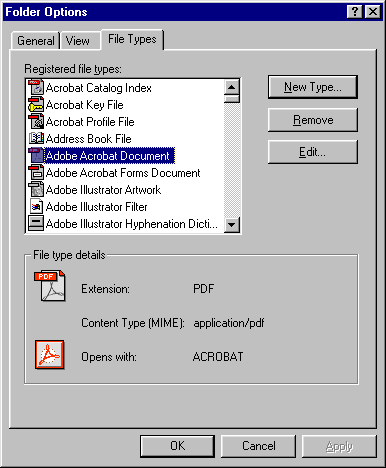 Folder Options
General View File Types
Registered file types:
Acrobat Catalog Index
Acrobat Key File
Acrobat Profile File
Address Book File
Adobe Acrobat Document
Adobe Acrobat Forms Document
Adobe Illustrator Artwork
Adobe Illustrator Filter
Adobe Illustrator Hyphenation Dicti...
New Type...
Remove
Edit...
File type details
PDF
Extension: PDF
Content Type (MIME): application/pdf
Opens with: ACROBAT
OK Cancel Apply